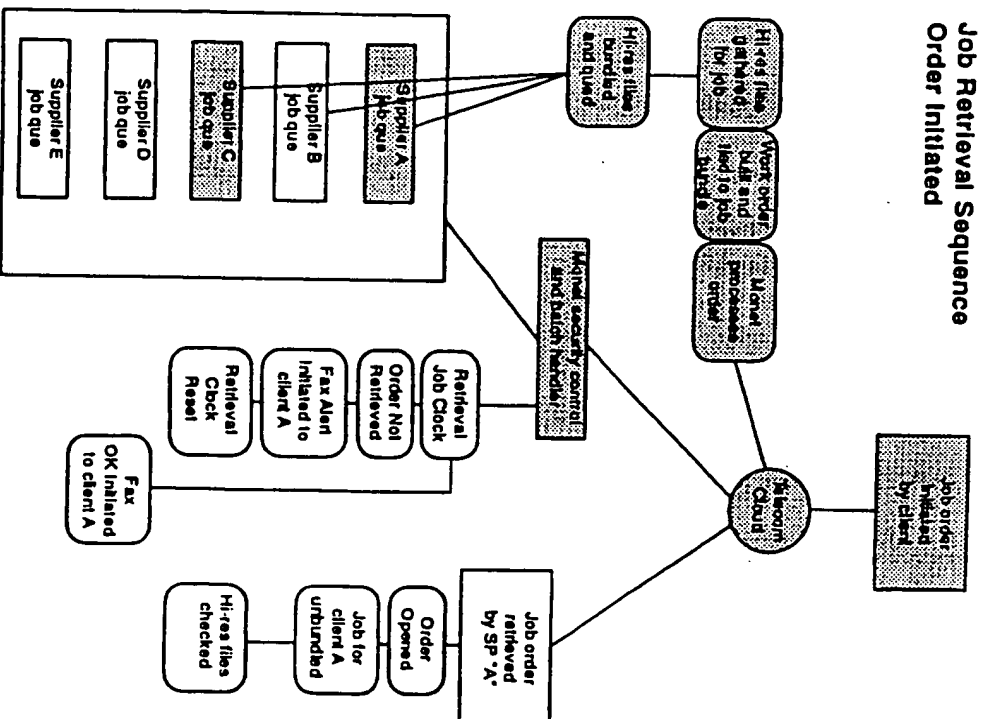 Job Retrieval Sequence
Order Initiated
Job order
initiated
by client
Telecom
Cloud
Hi-res files
gathered
for job
Work order
built and
tied to job
bundle
Manet
processes
order
Hi-res files
bundled
and qued
Manet security control
and batch handler
Job order
retrieved
by SP "A"
Supplier A
job que
Supplier B
job que
Supplier C
job que
Supplier D
job que
Supplier E
job que
Retrieval
Job Clock
Order Not
Retrieved
Fax Alert
Initiated to
client A
Retrieval
Clock
Reset
Fax
OK Initiated
to client A
Order
Opened
Job for
client A
unbundled
Hi-res files
checked